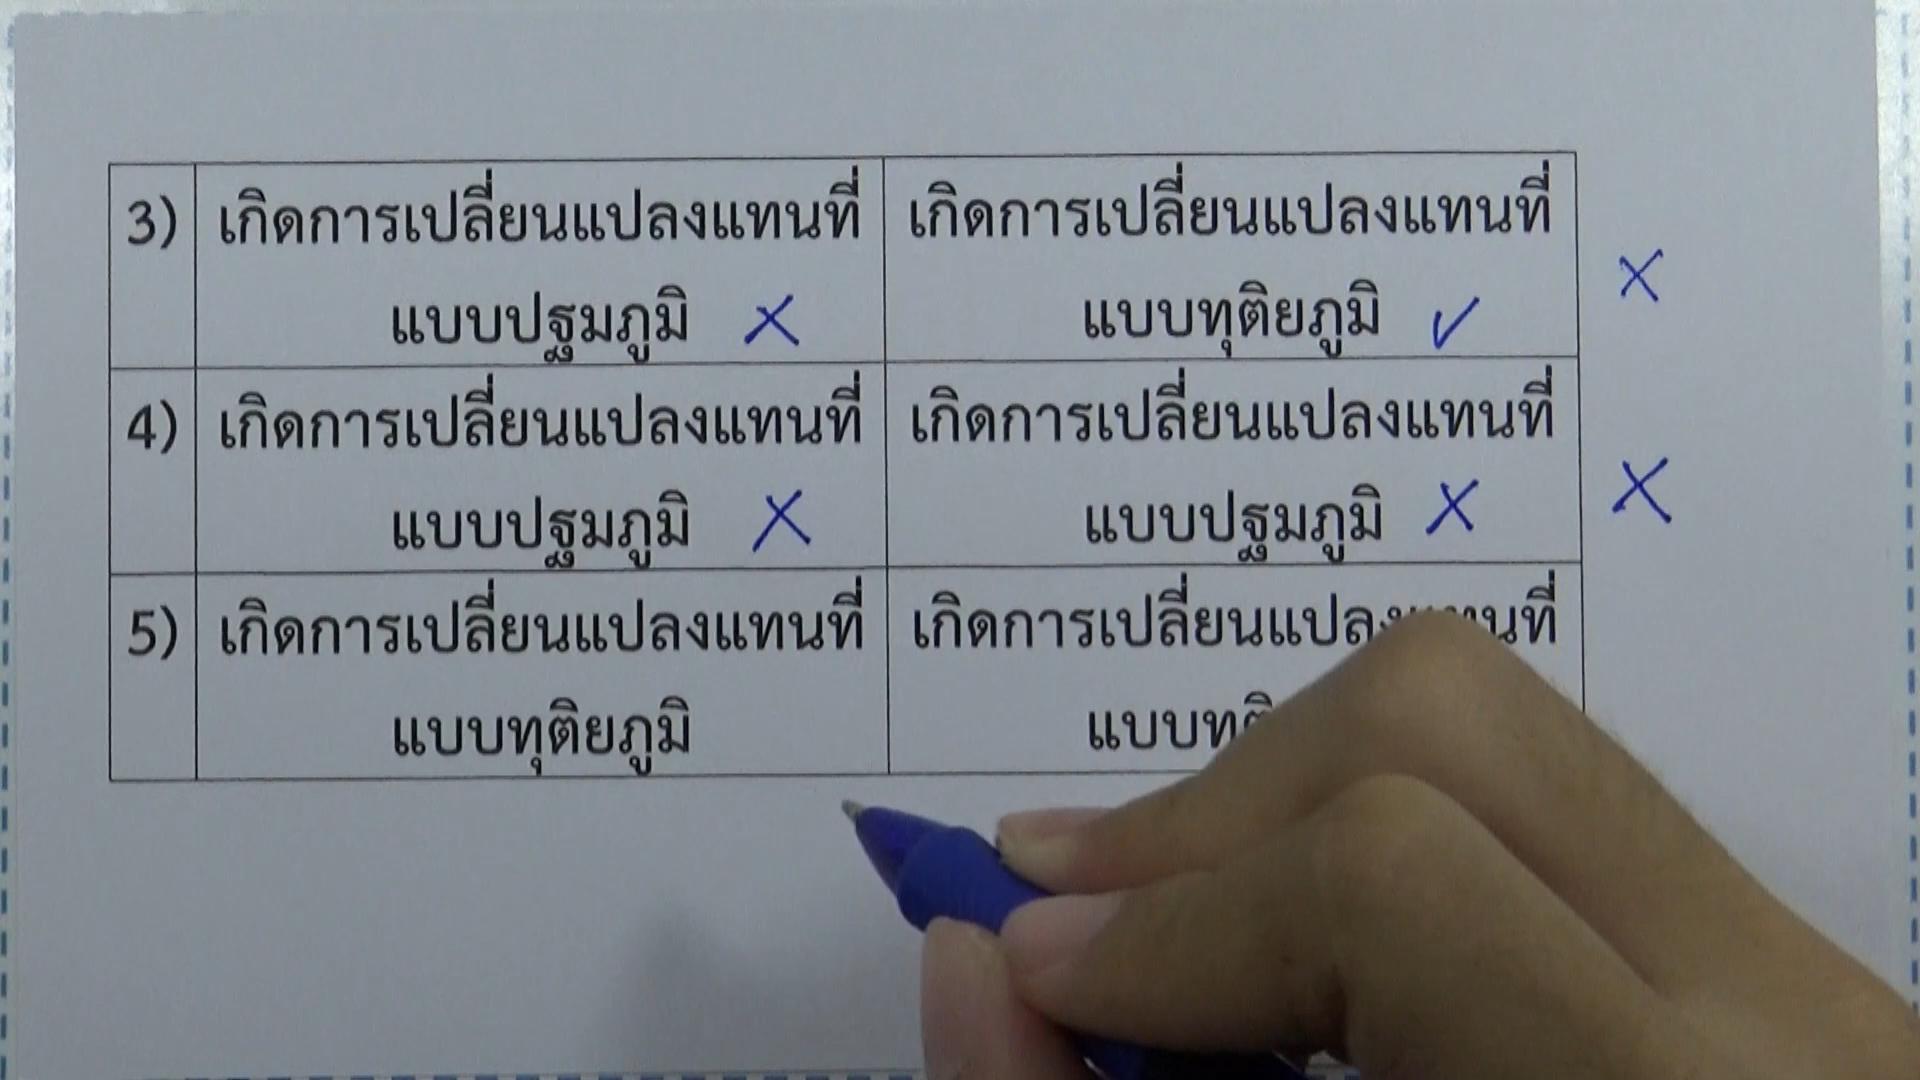 3) เกิดการเปลี่ยนแปลงแทนที่ เกิดการเปลี่ยนแปลงแทนที่
แบบปฐมภูมิ ✗ แบบทุติยภูมิ ✓ ✗
4) เกิดการเปลี่ยนแปลงแทนที่ เกิดการเปลี่ยนแปลงแทนที่
แบบปฐมภูมิ ✗ แบบปฐมภูมิ ✗ ✗
5) เกิดการเปลี่ยนแปลงแทนที่ เกิดการเปลี่ยนแปลง
แบบทุติยภูมิ